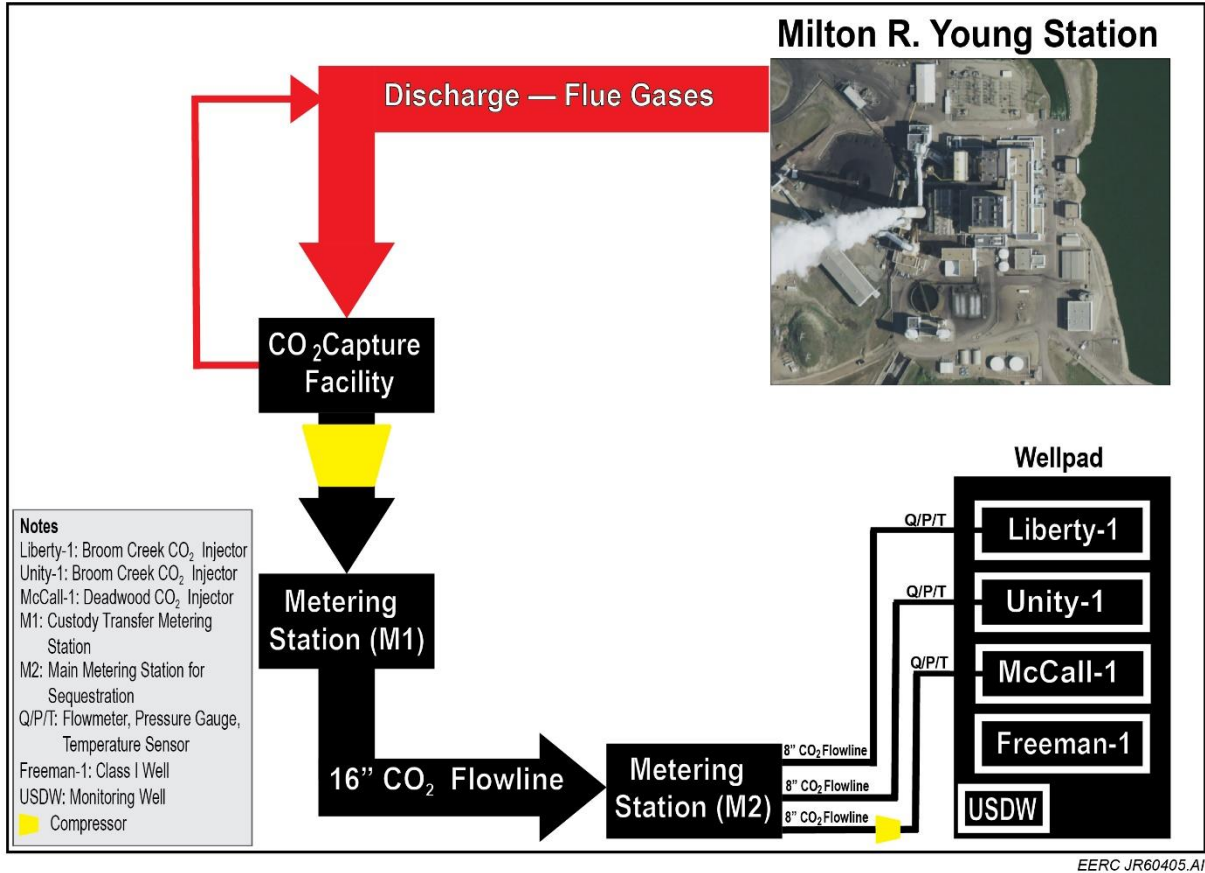 Milton R. Young Station
Discharge — Flue Gases
CO₂ Capture
Facility
Metering
Station (M1)
16” CO₂ Flowline
Metering
Station (M2)
8” CO₂ Flowline
8” CO₂ Flowline
8” CO₂ Flowline
Q/P/T
Q/P/T
Q/P/T
Wellpad
Liberty-1
Unity-1
McCall-1
Freeman-1
USDW
Notes
Liberty-1: Broom Creek CO₂ Injector
Unity-1: Broom Creek CO₂ Injector
McCall-1: Deadwood CO₂ Injector
M1: Custody Transfer Metering
Station
M2: Main Metering Station for
Sequestration
Q/P/T: Flowmeter, Pressure Gauge,
Temperature Sensor
Freeman-1: Class I Well
USDW: Monitoring Well
Compressor
EERC JR60405.AI